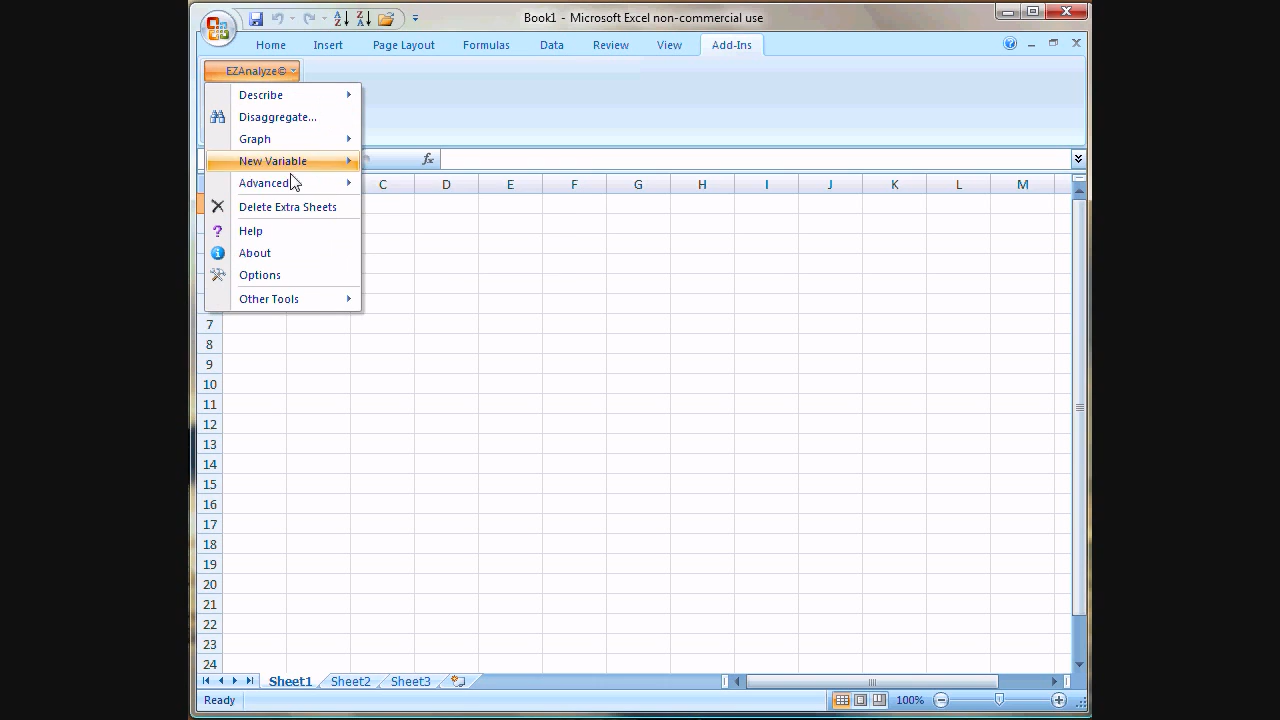 Book1 - Microsoft Excel non-commercial use
Home Insert Page Layout Formulas Data Review View Add-Ins
EZAnalyze©
Describe
Disaggregate...
Graph
New Variable
Advanced
Delete Extra Sheets
Help
About
Options
Other Tools
fx
C D E F G H I J K L M
7
8
9
10
11
12
13
14
15
16
17
18
19
20
21
22
23
24
Sheet1 Sheet2 Sheet3
Ready 100%